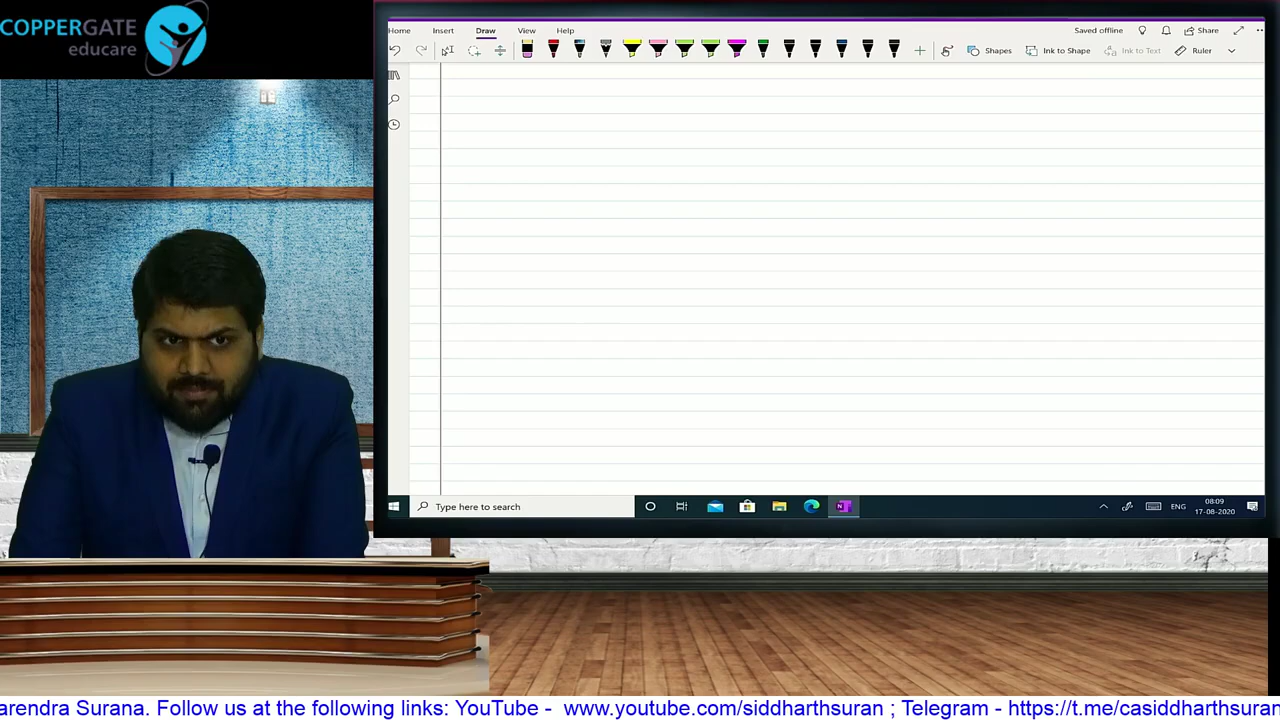 COPPERGATE
educare
Home Insert Draw View Help
Saved offline
Share
Shapes
Ink to Shape
Ink to Text
Ruler
Type here to search
ENG
08:09
17-08-2020
arendra Surana. Follow us at the following links: YouTube - www.youtube.com/siddharthsuran ; Telegram - https://t.me/casiddharthsuran